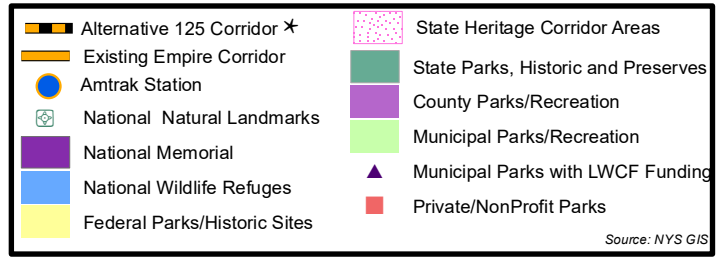 Alternative 125 Corridor *
Existing Empire Corridor
Amtrak Station
National Natural Landmarks
National Memorial
National Wildlife Refuges
Federal Parks/Historic Sites
State Heritage Corridor Areas
State Parks, Historic and Preserves
County Parks/Recreation
Municipal Parks/Recreation
Municipal Parks with LWCF Funding
Private/NonProfit Parks
Source: NYS GIS